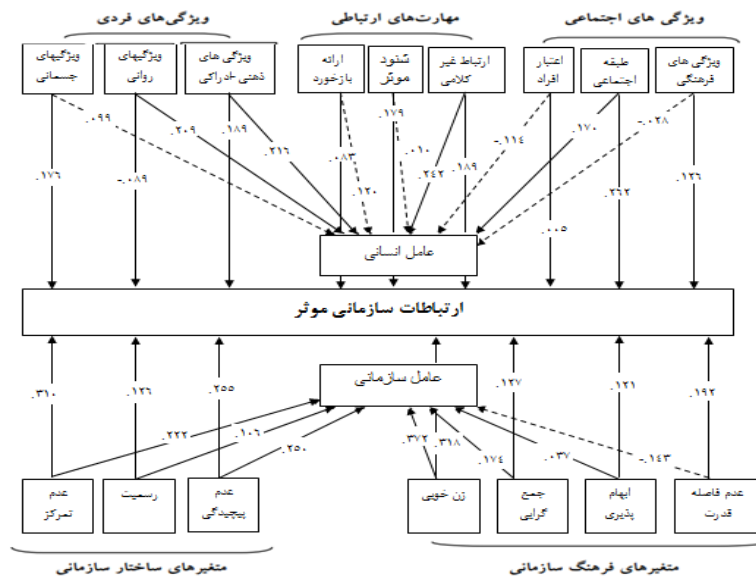 ویژگی های اجتماعی
مهارت‌های ارتباطی
ویژگی‌های فردی
ویژگی های
فرهنگی
طبقه
اجتماعی
اعتبار
افراد
ارتباط غیر
کلامی
شنود
موثر
ارائه
بازخورد
ویژگی های
ذهنی-ادراکی
ویژگیهای
روانی
ویژگیهای
جسمانی
-.۰۲۸
.۱۷۰
-.۱۱۴
.۱۷۹
.۱۸۹
.۲۰۹
.۰۹۹
.۱۲۶
.۲۶۲
.۰۰۵
.۱۸۹
.۲۴۲
.۰۱۰
.۱۲۰
.۰۸۳
.۲۱۶
-.۰۸۹
.۱۷۶
عامل انسانی
ارتباطات سازمانی موثر
عامل سازمانی
.۱۹۲
.۱۲۱
.۱۲۷
.۲۵۵
.۱۲۶
.۳۱۰
-.۱۴۳
.۰۳۷
.۱۷۴
.۳۱۸
.۳۷۲
.۲۵۰
.۱۰۶
.۲۲۲
عدم فاصله
قدرت
ابهام
پذیری
جمع
گرایی
زن خویی
عدم
پیچیدگی
رسمیت
عدم
تمرکز
متغیرهای فرهنگ سازمانی
متغیرهای ساختار سازمانی